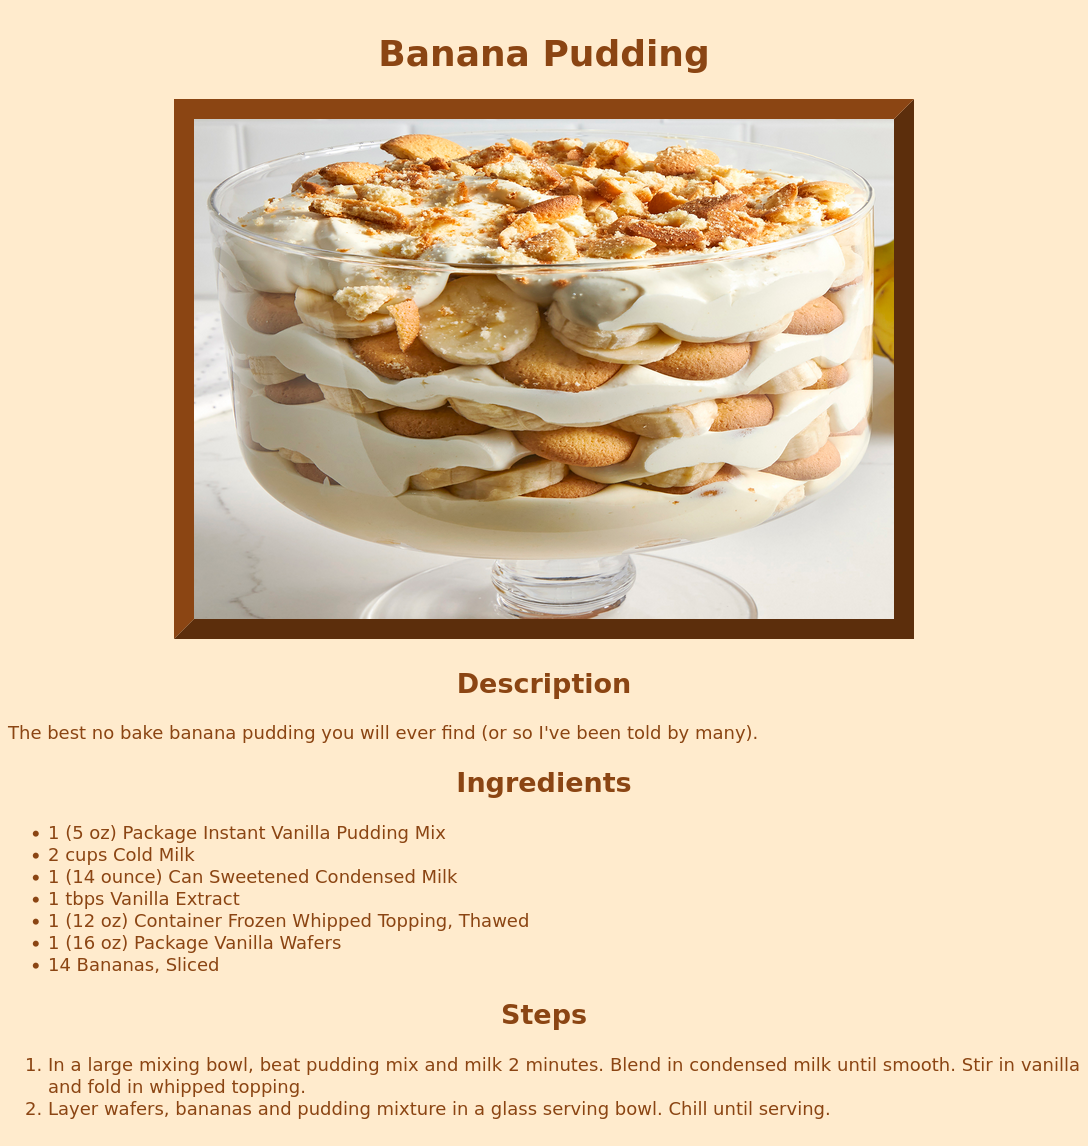 Banana Pudding
Description
The best no bake banana pudding you will ever find (or so I've been told by many).
Ingredients
• 1 (5 oz) Package Instant Vanilla Pudding Mix
• 2 cups Cold Milk
• 1 (14 ounce) Can Sweetened Condensed Milk
• 1 tbps Vanilla Extract
• 1 (12 oz) Container Frozen Whipped Topping, Thawed
• 1 (16 oz) Package Vanilla Wafers
• 14 Bananas, Sliced
Steps
1. In a large mixing bowl, beat pudding mix and milk 2 minutes. Blend in condensed milk until smooth. Stir in vanilla
and fold in whipped topping.
2. Layer wafers, bananas and pudding mixture in a glass serving bowl. Chill until serving.